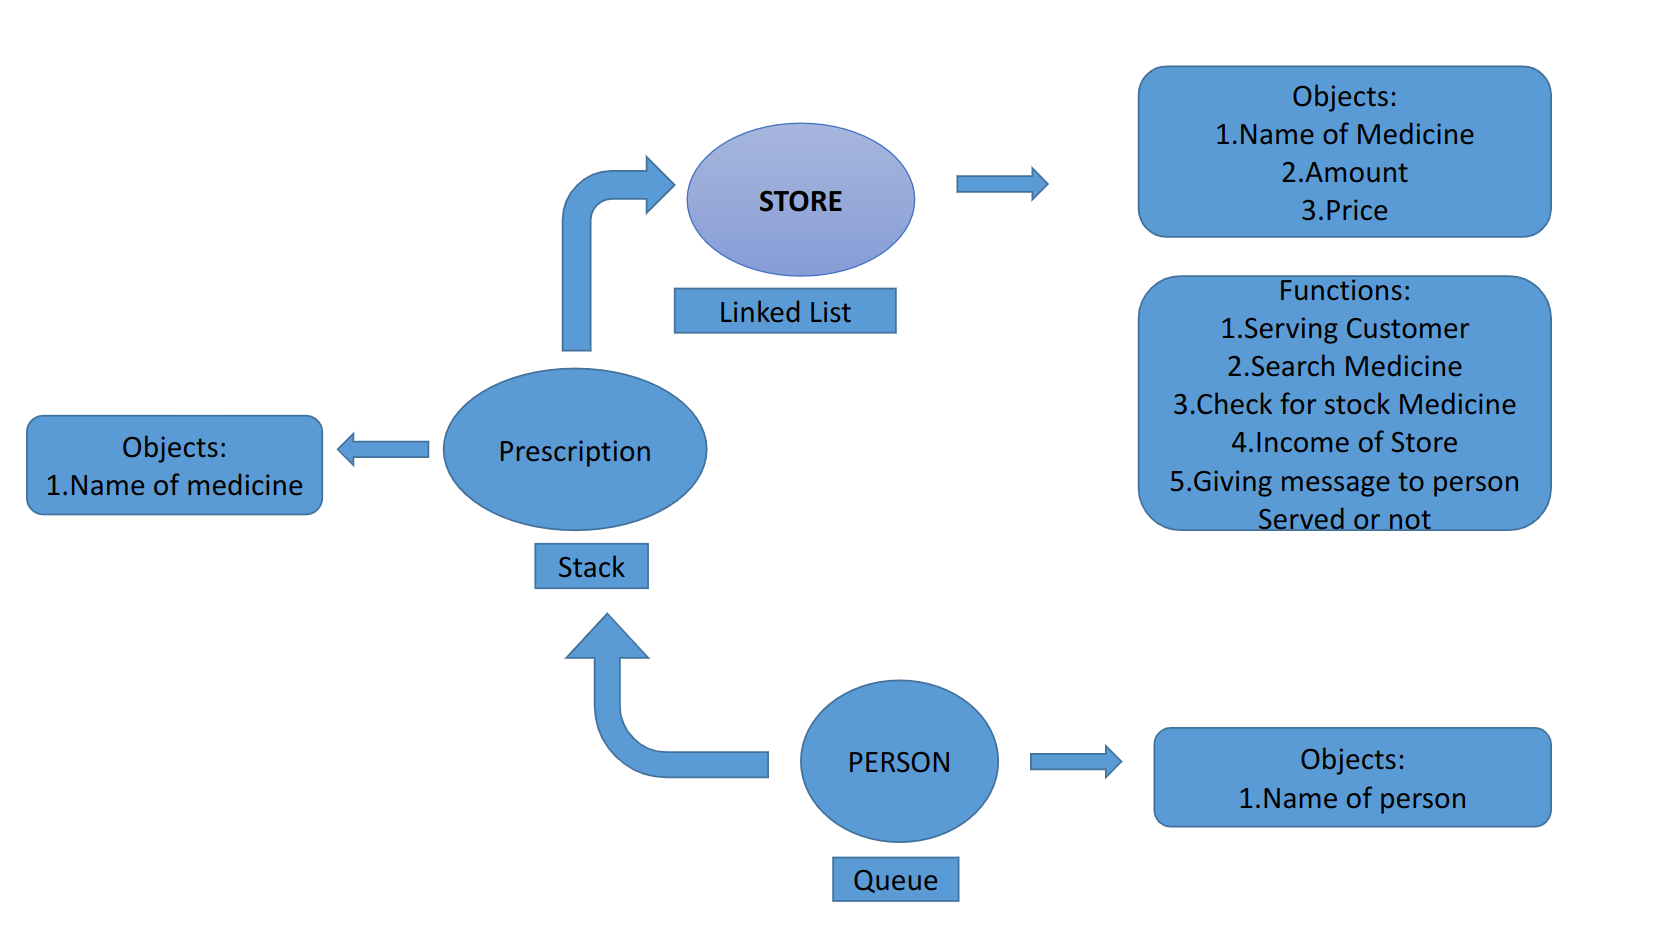 STORE
Linked List
Objects:
1.Name of Medicine
2.Amount
3.Price
Functions:
1.Serving Customer
2.Search Medicine
3.Check for stock Medicine
4.Income of Store
5.Giving message to person
Served or not
Prescription
Stack
Objects:
1.Name of medicine
PERSON
Queue
Objects:
1.Name of person